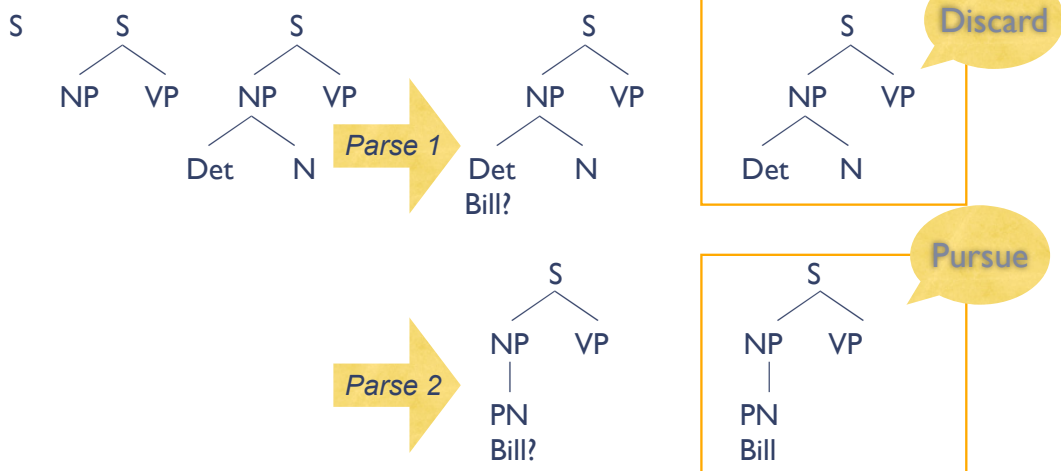 Discard
S S S S S
NP VP NP VP NP VP NP VP
Parse 1
Det N Det N Det N
Bill?
Pursue
S S
NP VP NP VP
Parse 2
PN PN
Bill? Bill